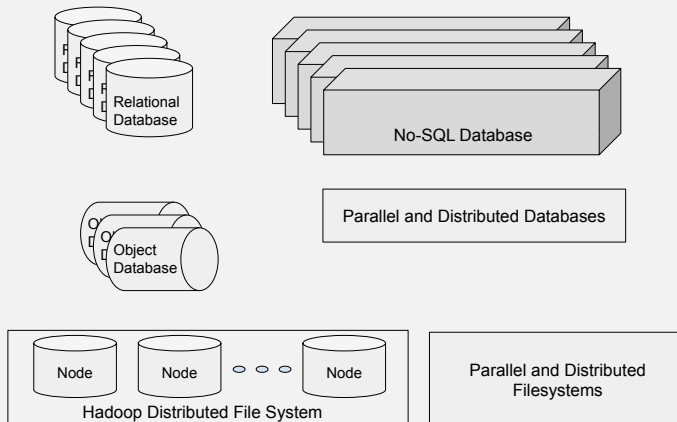 Relational
Database
No-SQL Database
Parallel and Distributed Databases
Object
Database
Node
Node
Node
Hadoop Distributed File System
Parallel and Distributed
Filesystems